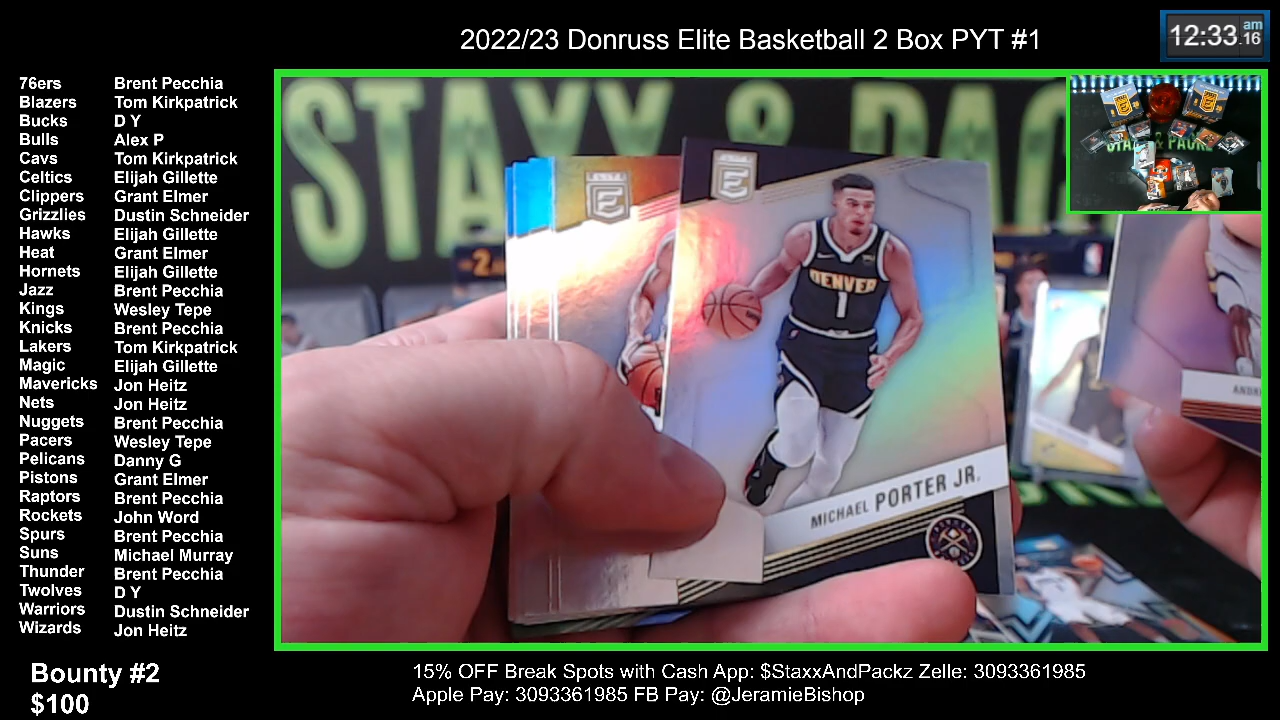 2022/23 Donruss Elite Basketball 2 Box PYT #1
12:33.16 am
76ers Brent Pecchia
Blazers Tom Kirkpatrick
Bucks D Y
Bulls Alex P
Cavs Tom Kirkpatrick
Celtics Elijah Gillette
Clippers Grant Elmer
Grizzlies Dustin Schneider
Hawks Elijah Gillette
Heat Grant Elmer
Hornets Elijah Gillette
Jazz Brent Pecchia
Kings Wesley Tepe
Knicks Brent Pecchia
Lakers Tom Kirkpatrick
Magic Elijah Gillette
Mavericks Jon Heitz
Nets Jon Heitz
Nuggets Brent Pecchia
Pacers Wesley Tepe
Pelicans Danny G
Pistons Grant Elmer
Raptors Brent Pecchia
Rockets John Word
Spurs Brent Pecchia
Suns Michael Murray
Thunder Brent Pecchia
Twolves D Y
Warriors Dustin Schneider
Wizards Jon Heitz
STAXX & PAC
E
E
DENVER
1
MICHAEL PORTER JR.
Bounty #2
$100
15% OFF Break Spots with Cash App: $StaxxAndPackz Zelle: 3093361985
Apple Pay: 3093361985 FB Pay: @JeramieBishop